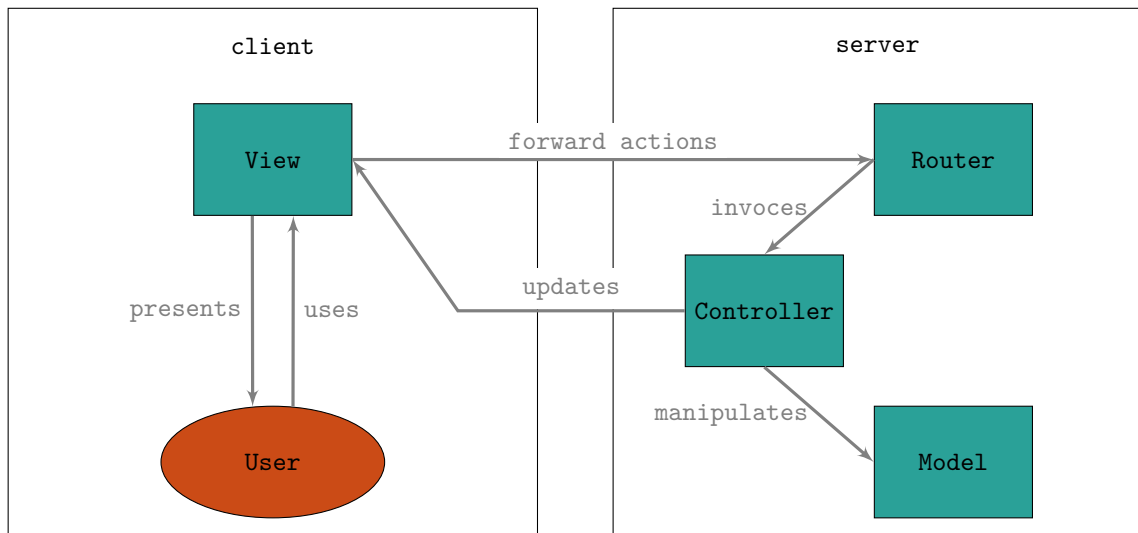 client
server
View
forward actions
Router
invoces
updates
presents
uses
Controller
manipulates
User
Model